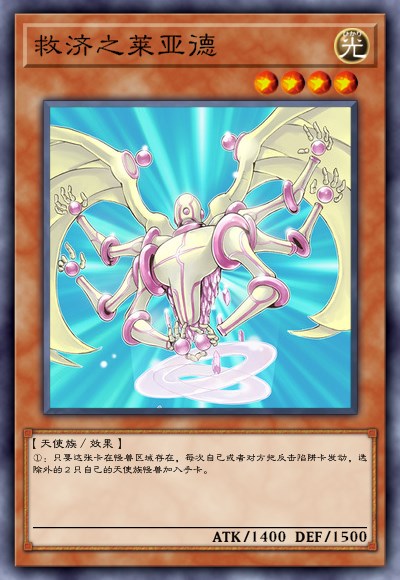 救济之莱亚德
光
【天使族／效果】
①：只要这张卡在怪兽区域存在，每次自己或者对方把反击陷阱卡发动，选
除外的２只自己的天使族怪兽加入手卡。
ATK/1400 DEF/1500